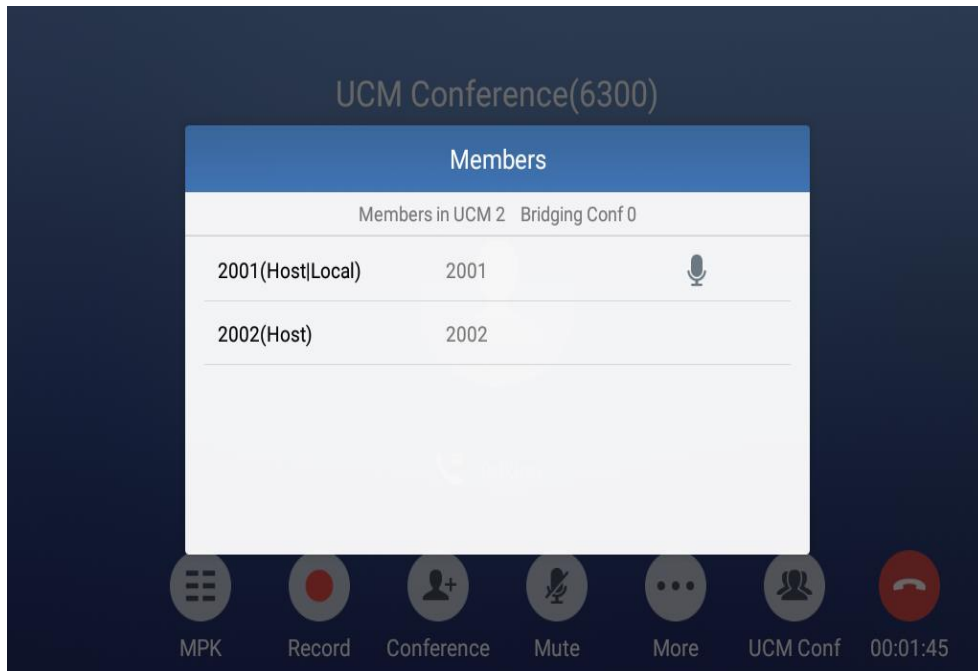 UCM Conference(6300)
Members
Members in UCM 2 Bridging Conf 0
2001(Host|Local) 2001
2002(Host) 2002
MPK Record Conference Mute More UCM Conf 00:01:45